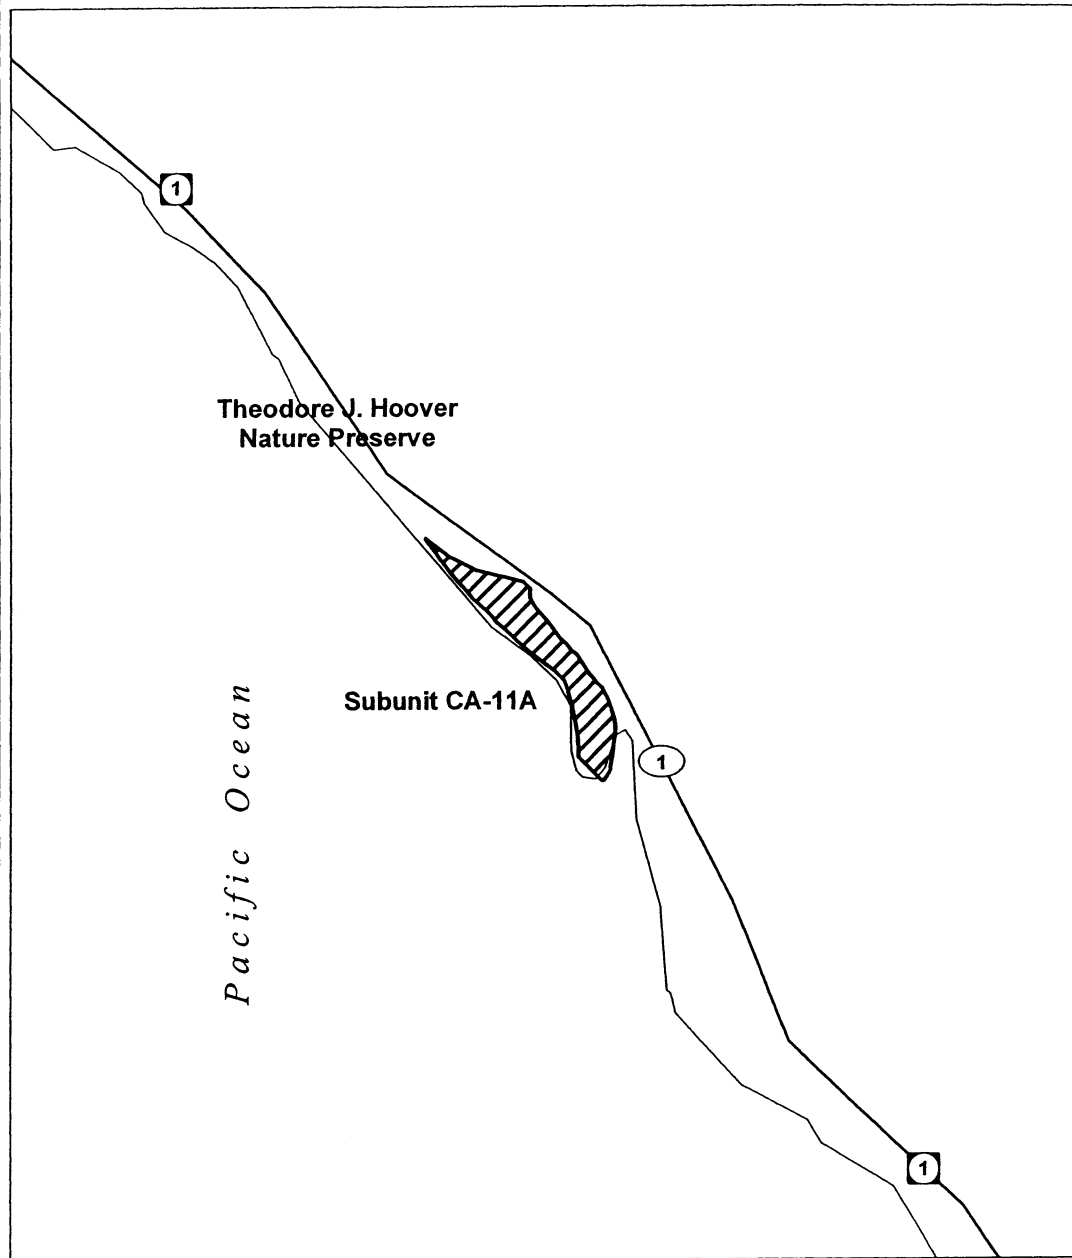 1
Theodore J. Hoover
Nature Preserve
Subunit CA-11A
Pacific Ocean
1
1